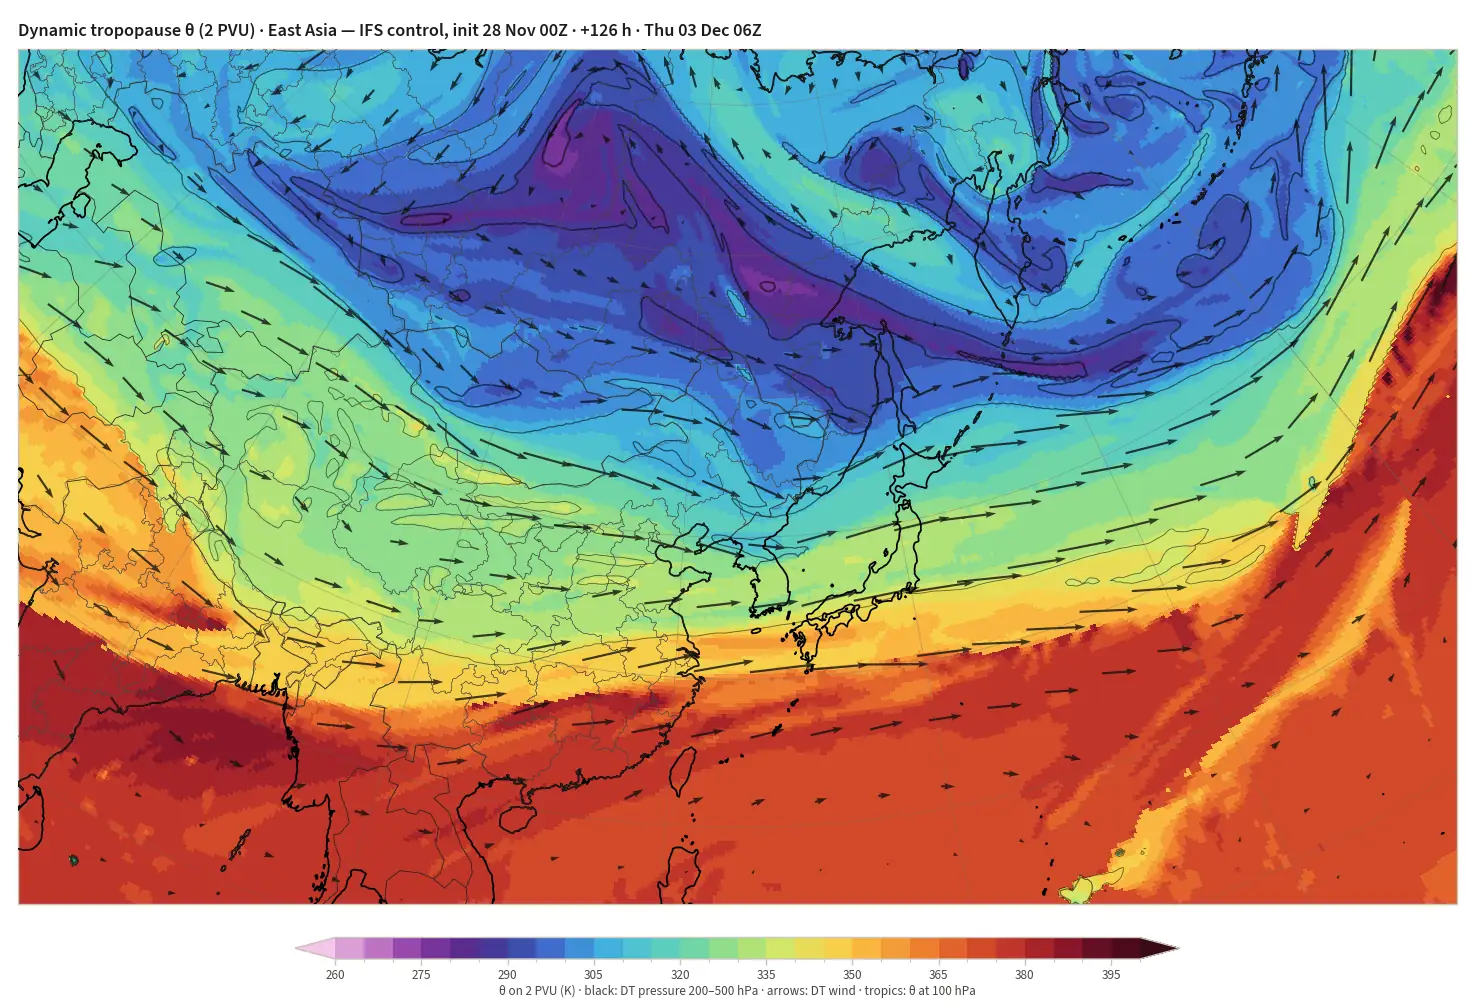 Dynamic tropopause θ (2 PVU) · East Asia — IFS control, init 28 Nov 00Z · +126 h · Thu 03 Dec 06Z
260 275 290 305 320 335 350 365 380 395
θ on 2 PVU (K) · black: DT pressure 200–500 hPa · arrows: DT wind · tropics: θ at 100 hPa